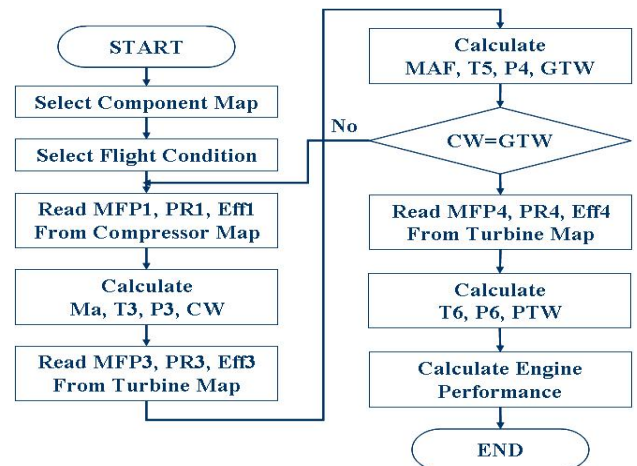 START
Select Component Map
Select Flight Condition
Read MFP1, PR1, Eff1
From Compressor Map
Calculate
Ma, T3, P3, CW
Read MFP3, PR3, Eff3
From Turbine Map
Calculate
MAF, T5, P4, GTW
No
CW=GTW
Read MFP4, PR4, Eff4
From Turbine Map
Calculate
T6, P6, PTW
Calculate Engine
Performance
END